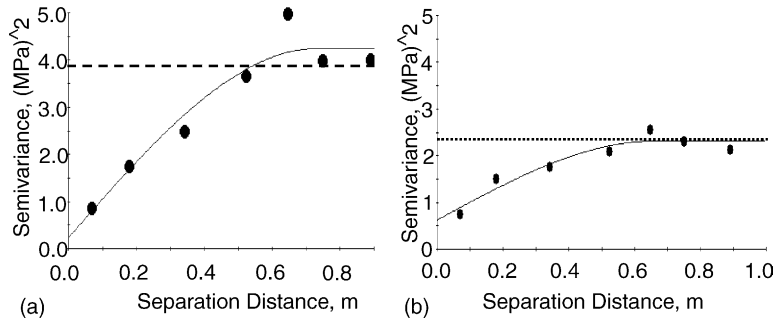 Semivariance, (MPa)^2
5.0
4.0
3.0
2.0
1.0
0.0
0.0 0.2 0.4 0.6 0.8
Separation Distance, m
(a)
Semivariance, (MPa)^2
5
4
3
2
1
0
0.0 0.2 0.4 0.6 0.8 1.0
Separation Distance, m
(b)